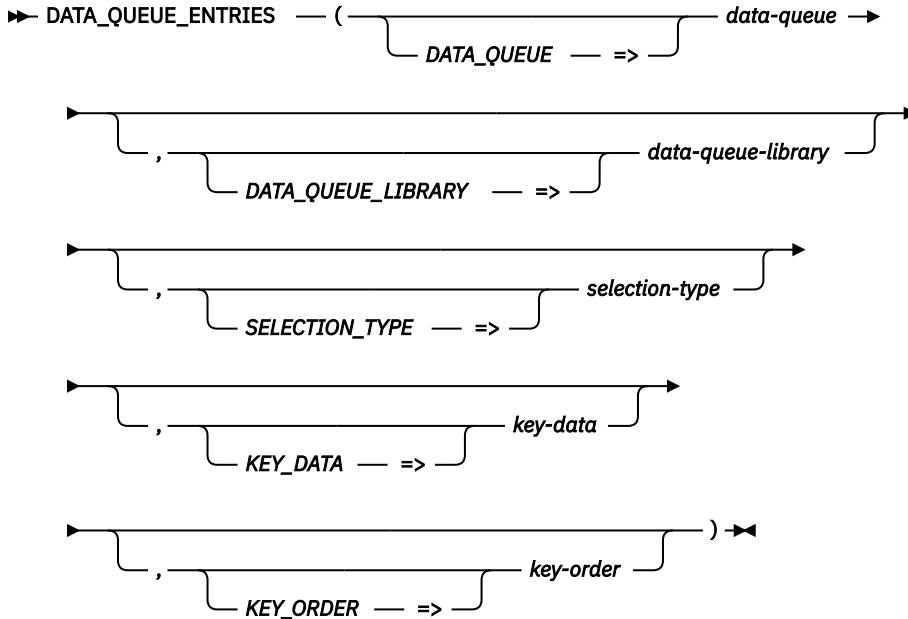 DATA_QUEUE_ENTRIES ( data-queue
DATA_QUEUE =>
, data-queue-library
DATA_QUEUE_LIBRARY =>
, selection-type
SELECTION_TYPE =>
, key-data
KEY_DATA =>
)
, key-order
KEY_ORDER =>